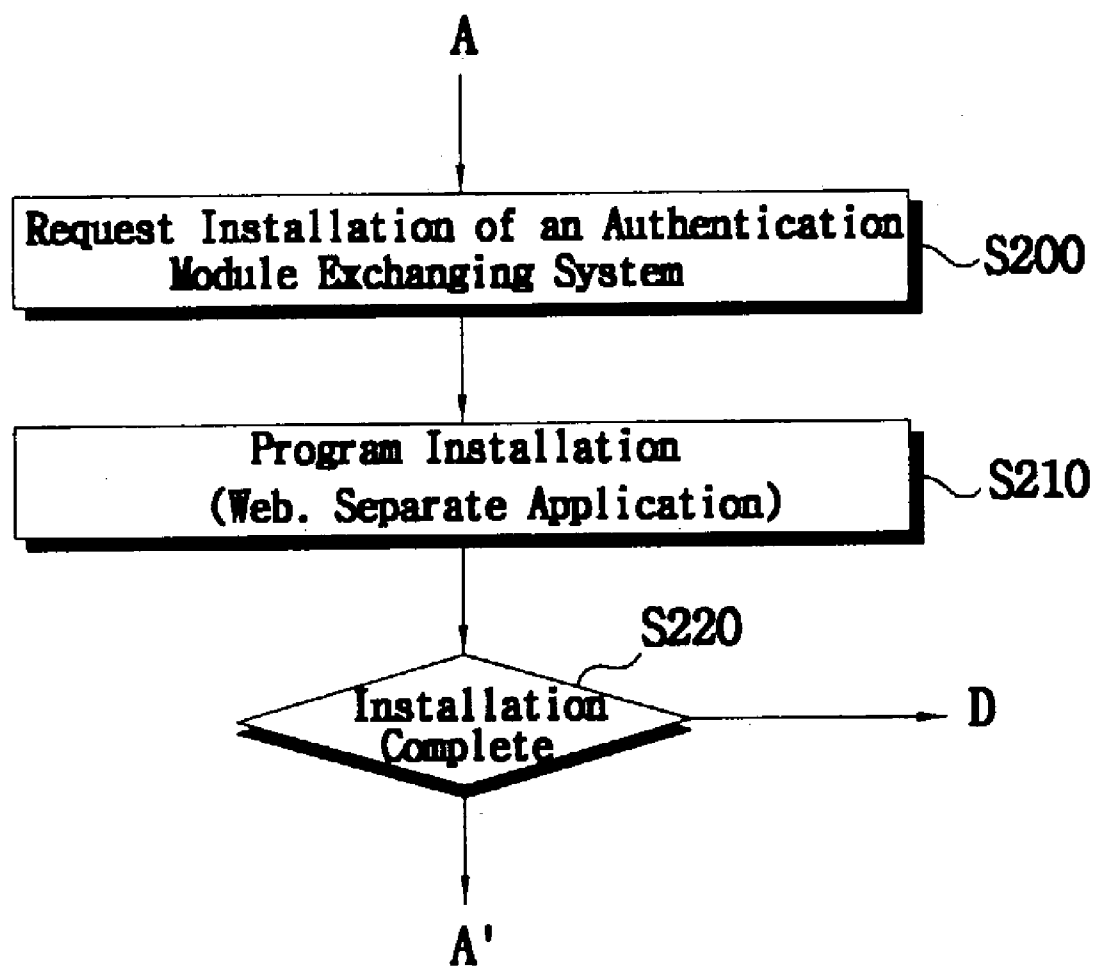 A
Request Installation of an Authentication
Module Exchanging System
S200
Program Installation
(Web. Separate Application)
S210
S220
Installation
Complete
D
A'